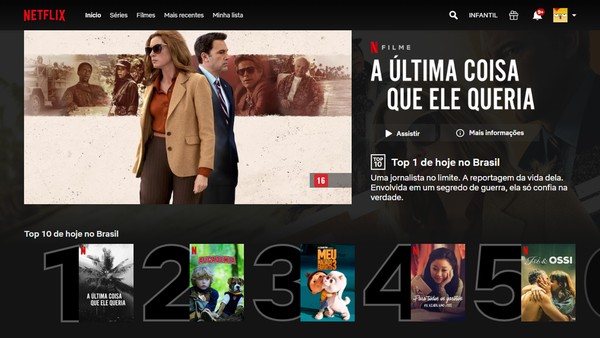 NETFLIX
Início Séries Filmes Mais recentes Minha lista
INFANTIL
9+
N FILME
A ÚLTIMA COISA
QUE ELE QUERIA
Assistir
Mais informações
TOP
10
Top 1 de hoje no Brasil
Uma jornalista no limite. A reportagem da vida dela.
Envolvida em um segredo de guerra, ela só confia na
verdade.
16
Top 10 de hoje no Brasil
1
N
A ÚLTIMA COISA
QUE ELE QUERIA
2
N
3
MEU
4
Para todos os garotos
5
N
& OSSI